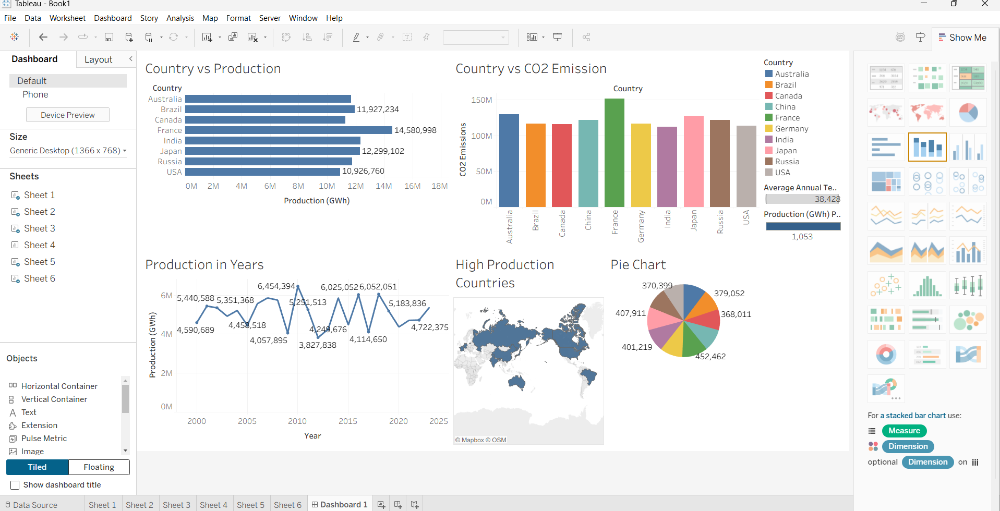 Tableau - Book1
File Data Worksheet Dashboard Story Analysis Map Format Server Window Help
Show Me
Dashboard Layout
Default
Phone
Device Preview
Size
Generic Desktop (1366 x 768)
Sheets
Sheet 1
Sheet 2
Sheet 3
Sheet 4
Sheet 5
Sheet 6
Objects
Horizontal Container
Vertical Container
Text
Extension
Pulse Metric
Image
Tiled Floating
Show dashboard title
Country vs Production
Country
Australia
Brazil 11,927,234
Canada
France 14,580,998
India
Japan 12,299,102
Russia
USA 10,926,760
0M 2M 4M 6M 8M 10M 12M 14M 16M 18M
Production (GWh)
Country vs CO2 Emission
Country
CO2 Emissions
150M
100M
50M
0M
Australia Brazil Canada China France Germany India Japan Russia USA
Country
Australia
Brazil
Canada
China
France
Germany
India
Japan
Russia
USA
Average Annual Te..
38,428
Production (GWh) P..
1,053
Production in Years
Production (GWh)
6M
4M
2M
0M
6,454,394 6,025,052 6,052,051
5,440,588 5,351,368 5,251,513 5,183,836
4,590,689 4,458,518 4,249,676 4,722,375
4,057,895 3,827,838 4,114,650
2000 2005 2010 2015 2020 2025
Year
High Production
Countries
© Mapbox © OSM
Pie Chart
370,399
379,052
407,911
368,011
401,219
452,462
For a stacked bar chart use:
Measure
Dimension
optional Dimension on
Data Source Sheet 1 Sheet 2 Sheet 3 Sheet 4 Sheet 5 Sheet 6 Dashboard 1